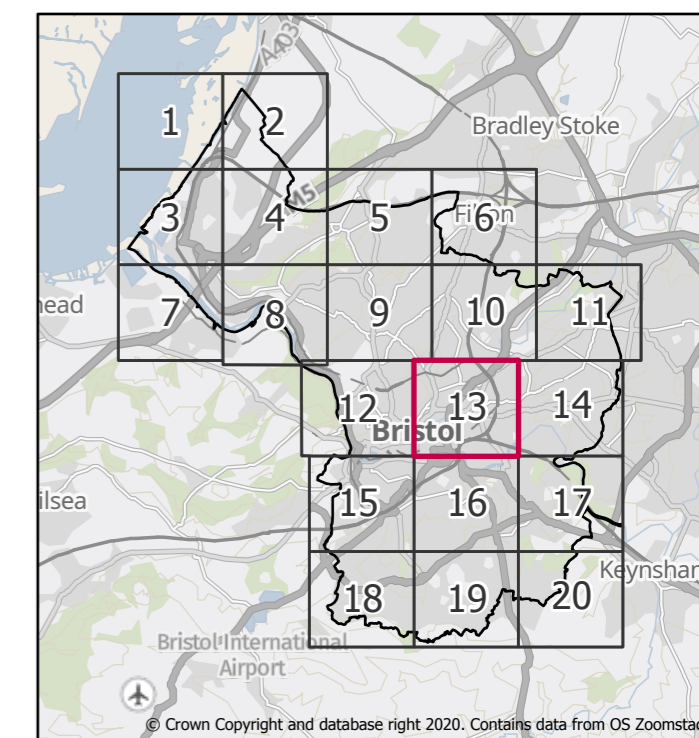 A403
1
2
Bradley Stoke
M5
3
4
5
6
Filton
ead
7
8
9
10
11
12
13
14
Bristol
ilsea
15
16
17
Keynshar
18
19
20
Bristol International
Airport
© Crown Copyright and database right 2020. Contains data from OS Zoomstac